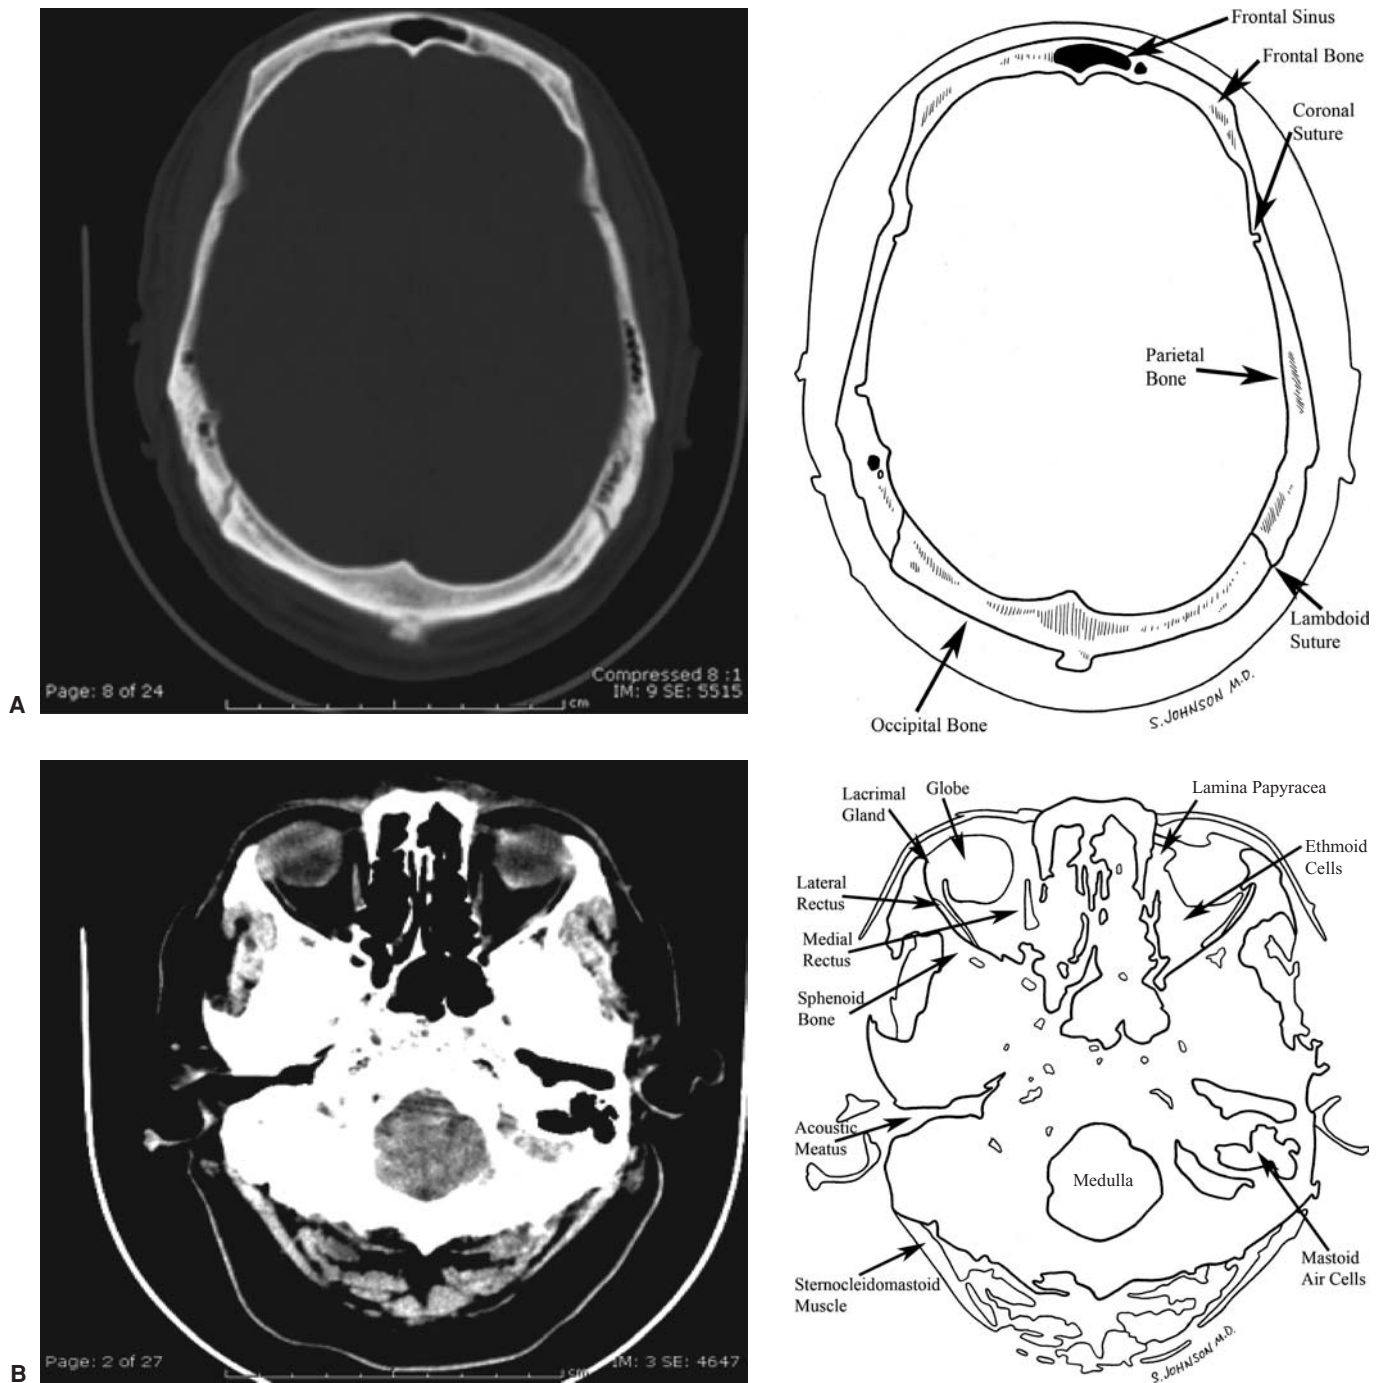 Frontal Sinus
Frontal Bone
Coronal
Suture
Parietal
Bone
Lambdoid
Suture
Occipital Bone
S. JOHNSON M.D.
Compressed 8 :1
Page: 8 of 24
IM: 9 SE: 5515
cm
A
Lacrimal
Gland
Globe
Lamina Papyracea
Ethmoid
Cells
Lateral
Rectus
Medial
Rectus
Sphenoid
Bone
Acoustic
Meatus
Medulla
Mastoid
Air Cells
Sternocleidomastoid
Muscle
S. JOHNSON M.D.
Page: 2 of 27
IM: 3 SE: 4647
cm
B